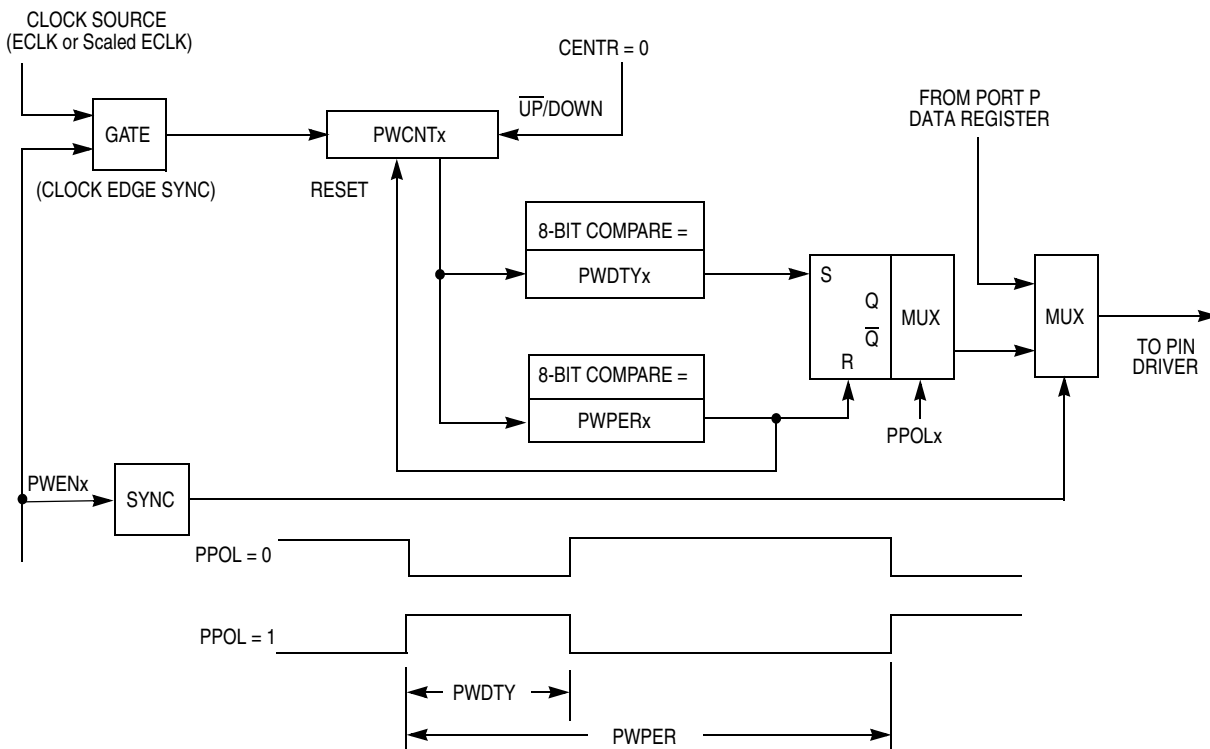 CLOCK SOURCE
(ECLK or Scaled ECLK)
CENTR = 0
UP/DOWN
FROM PORT P
DATA REGISTER
GATE
PWCNTx
(CLOCK EDGE SYNC)
RESET
8-BIT COMPARE =
PWDTYx
S
Q
Q
R
MUX
MUX
TO PIN
DRIVER
8-BIT COMPARE =
PWPERx
PPOLx
PWENx
SYNC
PPOL = 0
PPOL = 1
PWDTY
PWPER